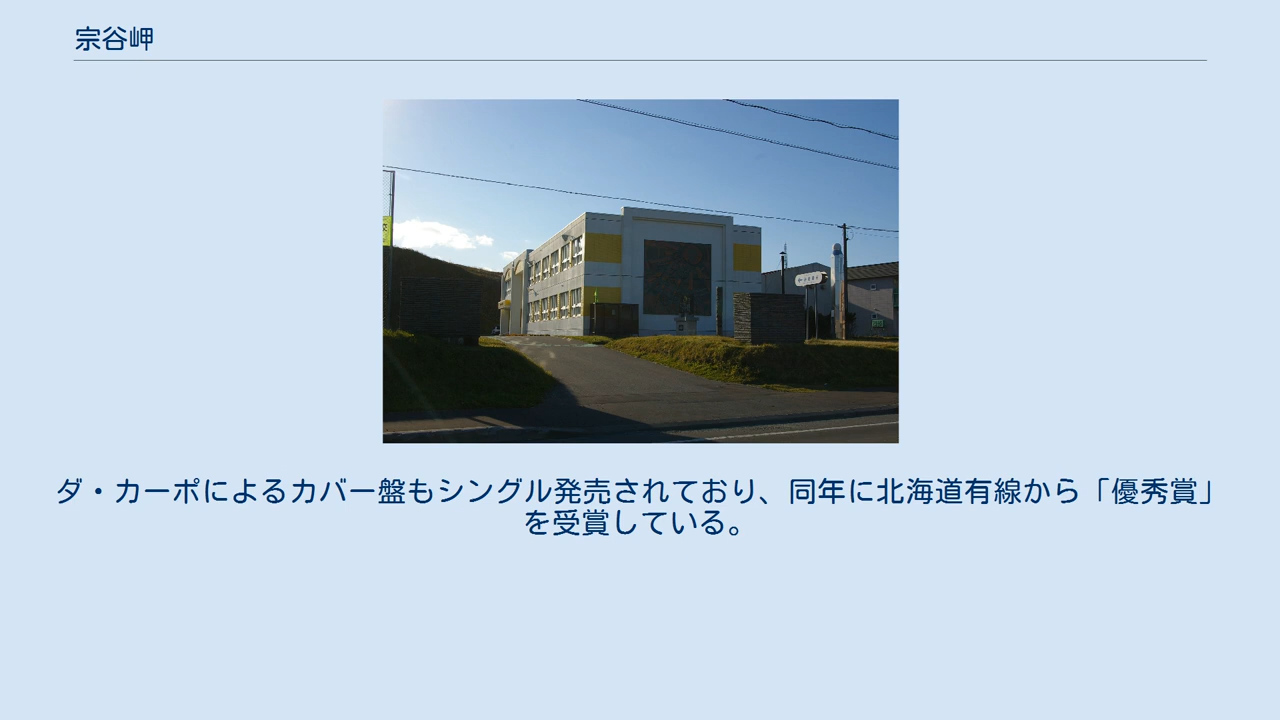 宗谷岬
ダ・カーポによるカバー盤もシングル発売されており、同年に北海道有線から「優秀賞」
を受賞している。